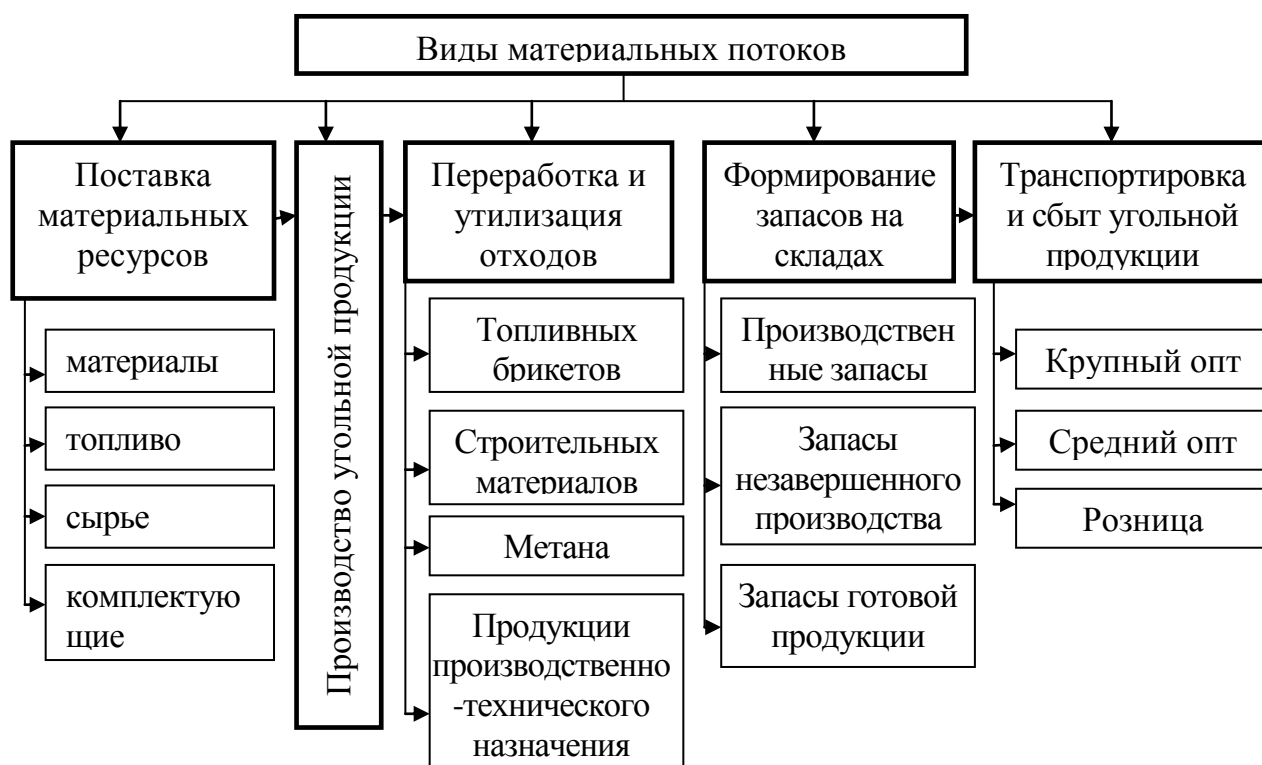 Виды материальных потоков
Поставка
материальных
ресурсов
материалы
топливо
сырье
комплектую
щие
Производство угольной продукции
Переработка и
утилизация
отходов
Топливных
брикетов
Строительных
материалов
Метана
Продукции
производственно
-технического
назначения
Формирование
запасов на
складах
Производствен
ные запасы
Запасы
незавершенного
производства
Запасы готовой
продукции
Транспортировка
и сбыт угольной
продукции
Крупный опт
Средний опт
Розница